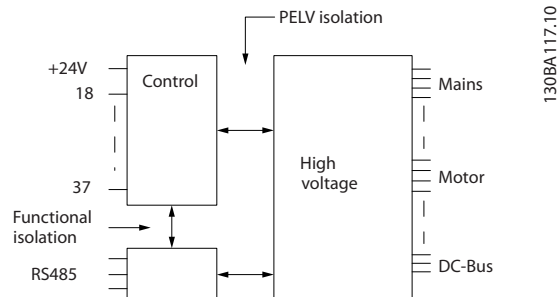 PELV isolation
130BA117.10
+24V
Control
Mains
18
High
voltage
Motor
37
Functional
isolation
DC-Bus
RS485